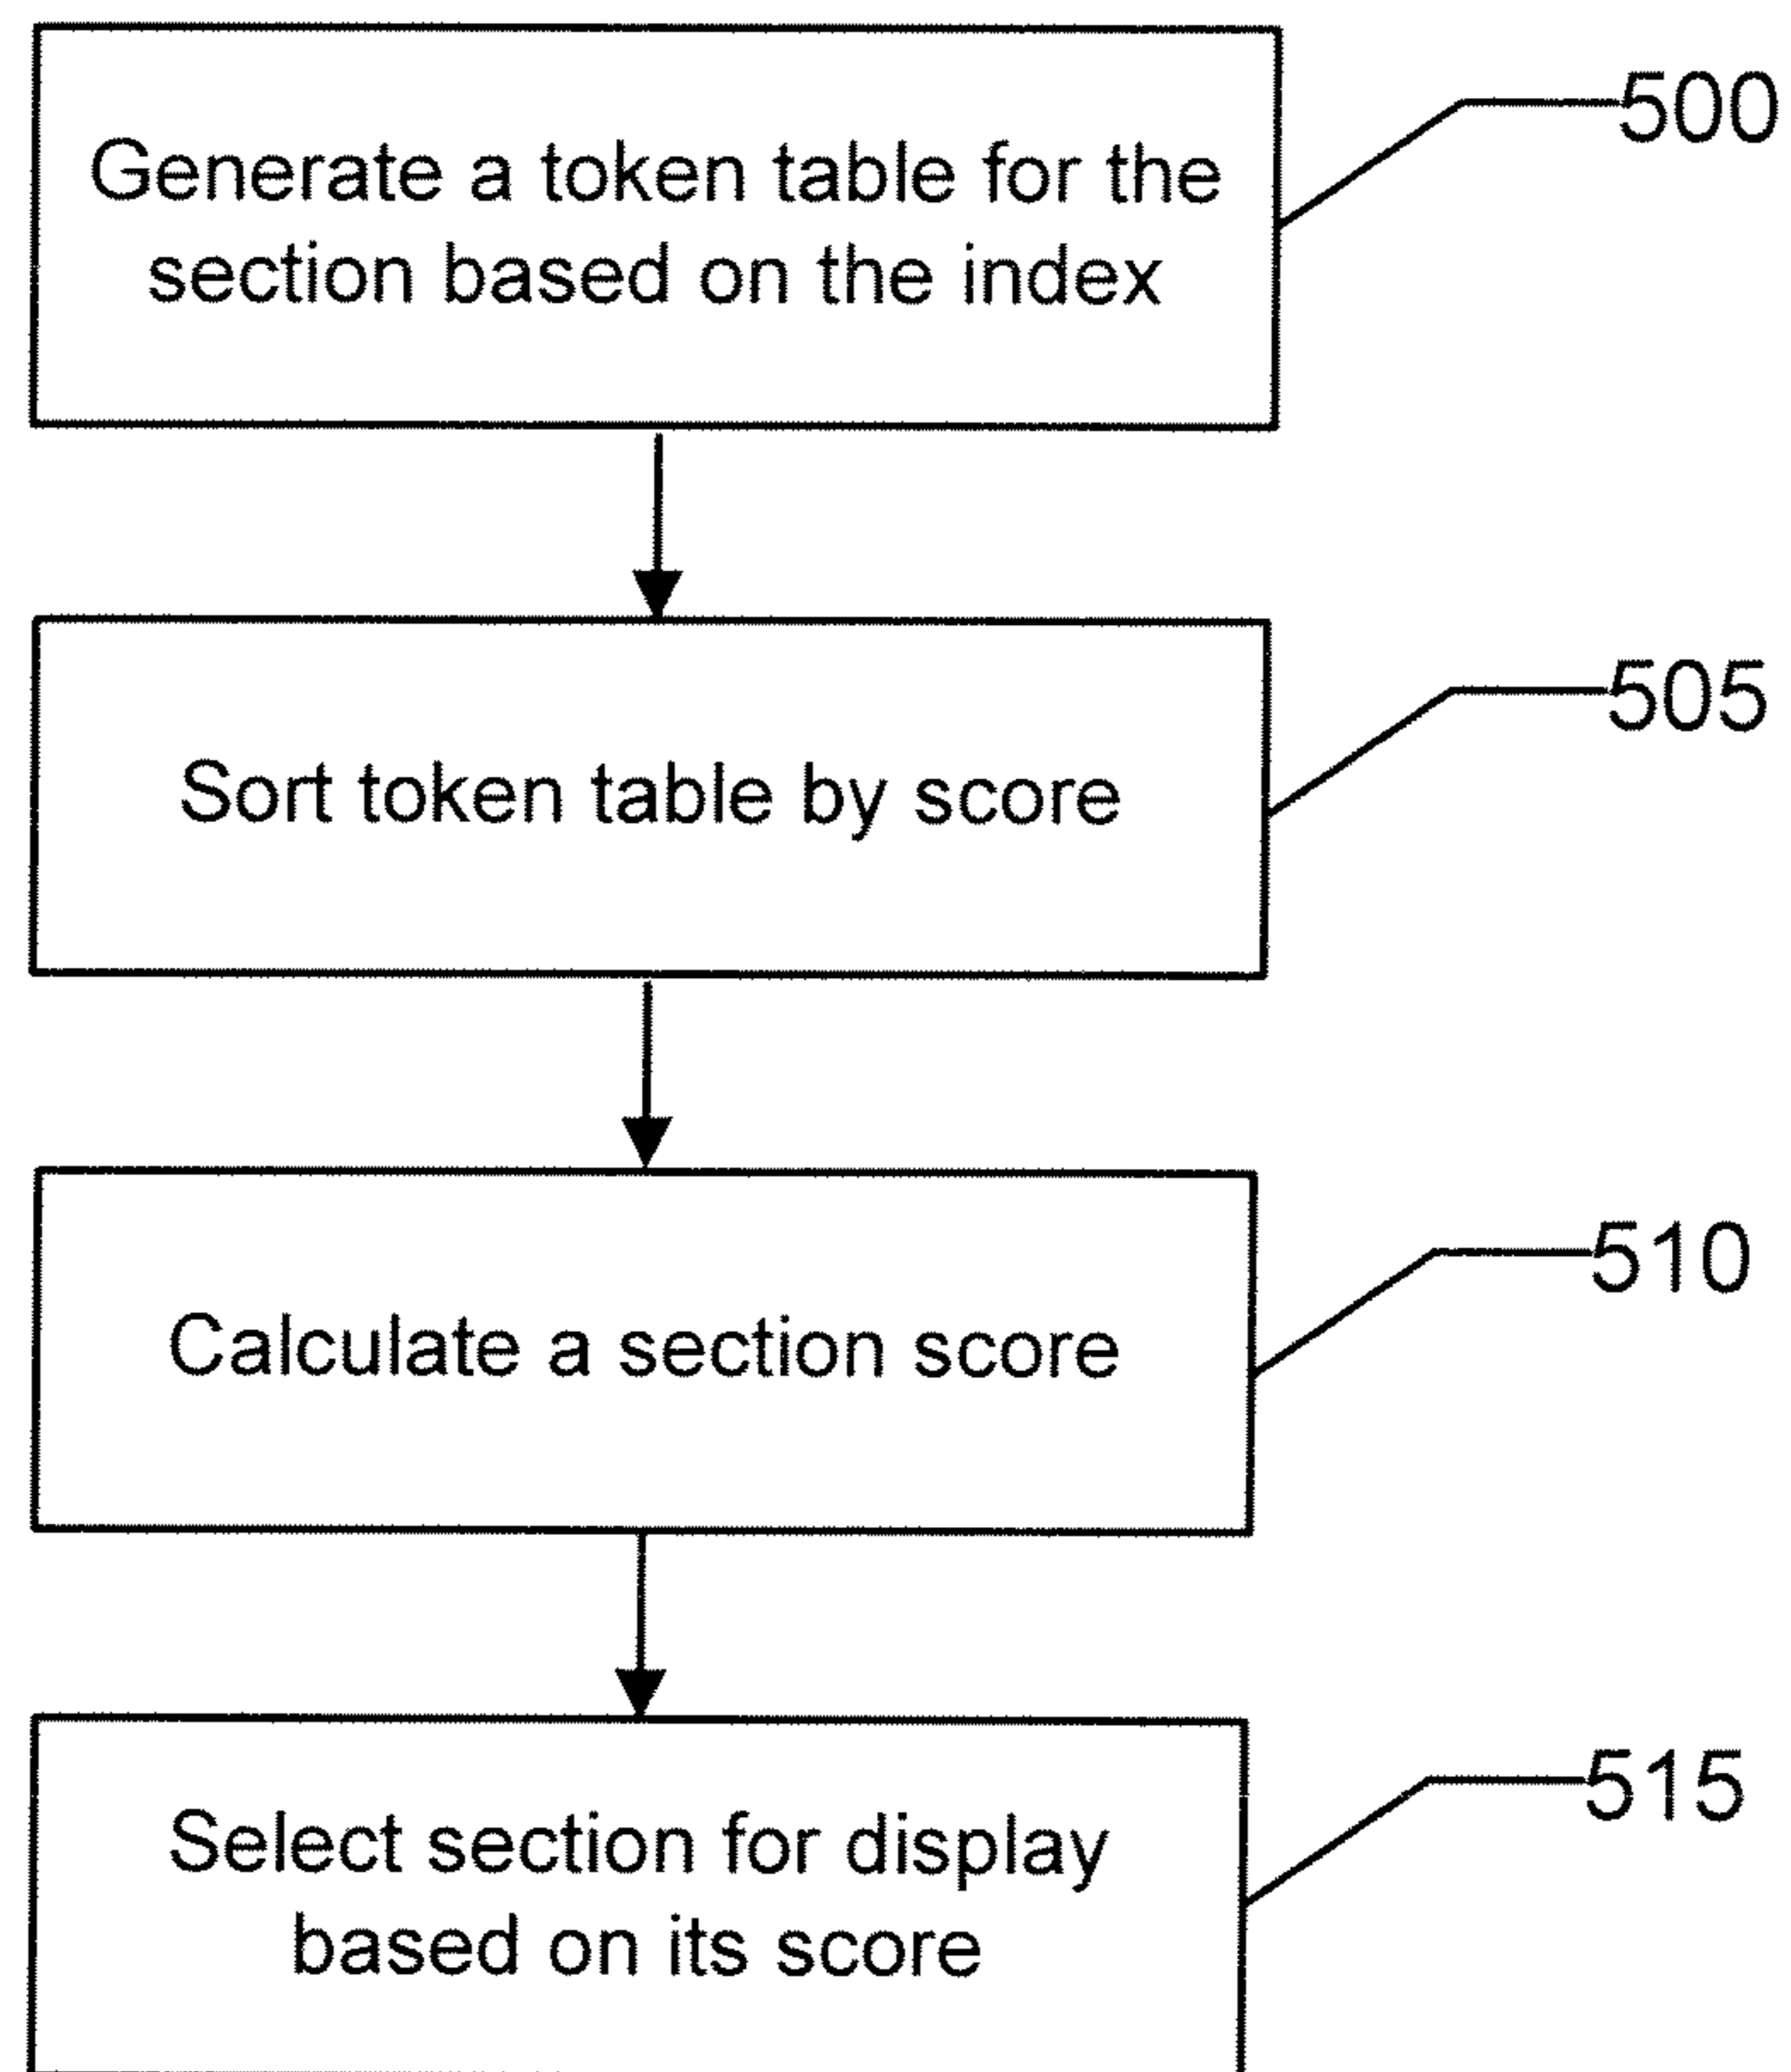 Generate a token table for the
section based on the index
500
Sort token table by score
505
Calculate a section score
510
Select section for display
based on its score
515